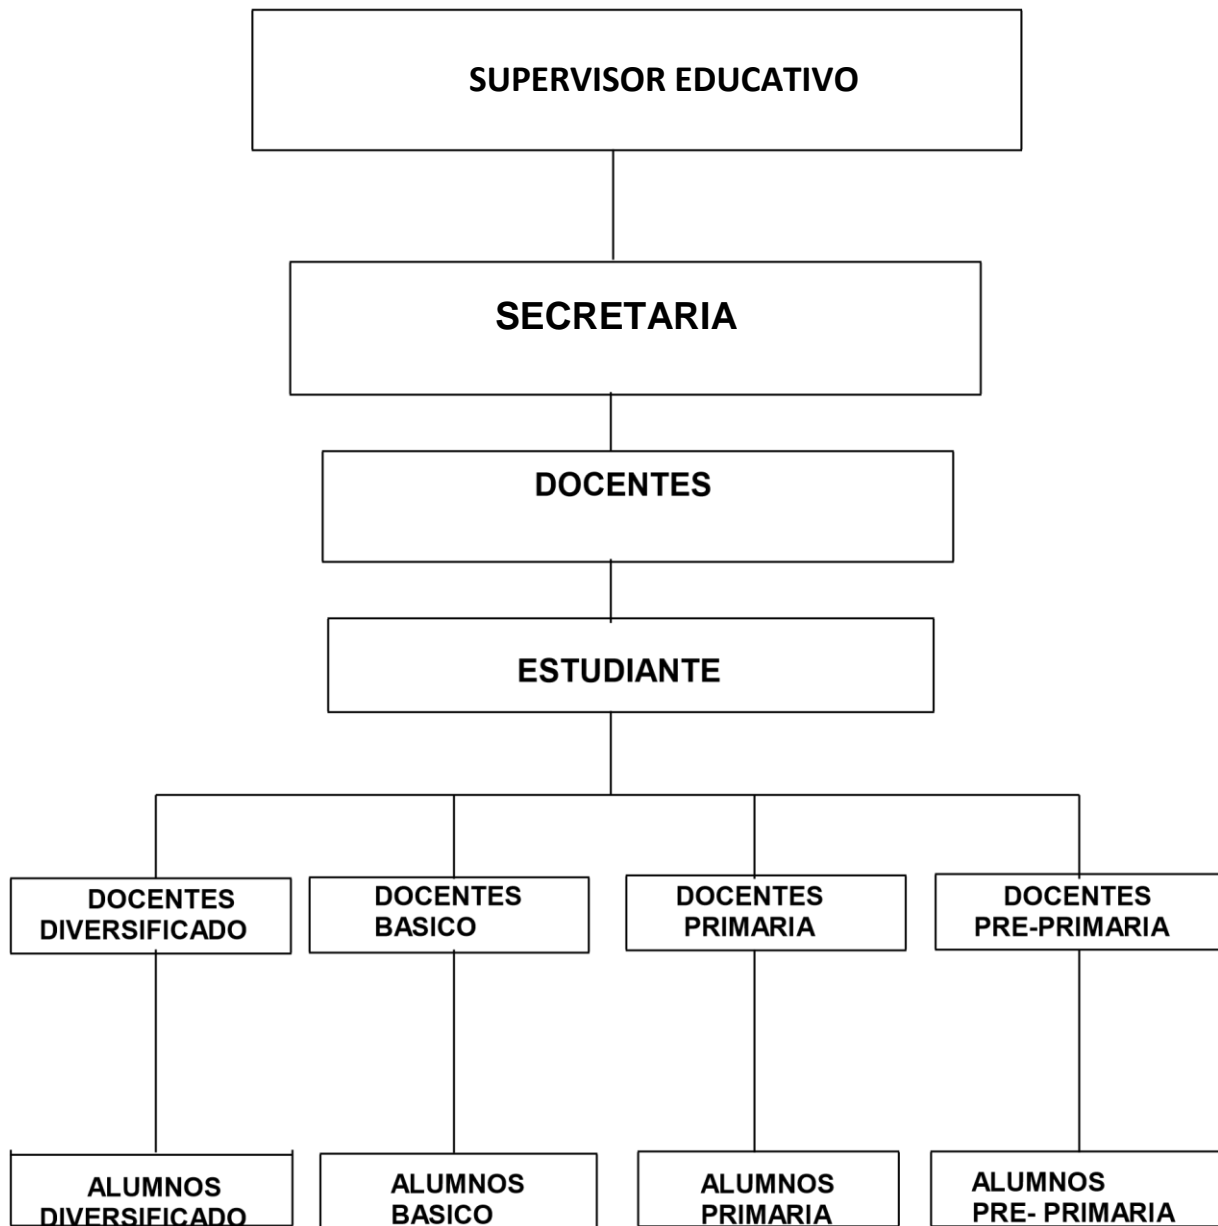 SUPERVISOR EDUCATIVO
SECRETARIA
DOCENTES
ESTUDIANTE
DOCENTES
DIVERSIFICADO
DOCENTES
BASICO
DOCENTES
PRIMARIA
DOCENTES
PRE-PRIMARIA
ALUMNOS
DIVERSIFICADO
ALUMNOS
BASICO
ALUMNOS
PRIMARIA
ALUMNOS
PRE- PRIMARIA